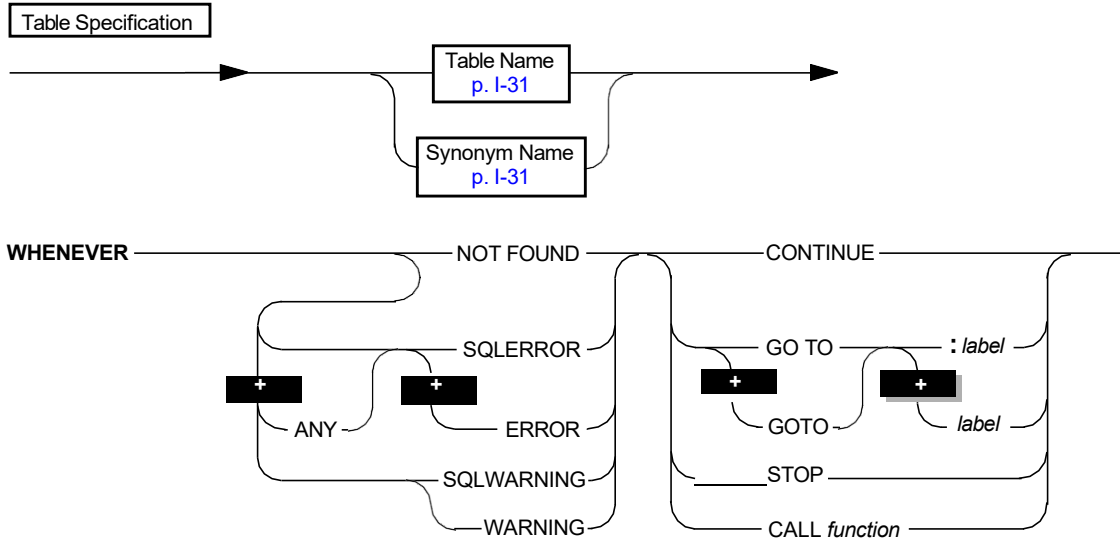 Table Specification
Table Name
p. I-31
Synonym Name
p. I-31
WHENEVER NOT FOUND CONTINUE
SQLERROR GO TO : label
+ + + +
ANY ERROR GOTO label
SQLWARNING STOP
WARNING CALL function